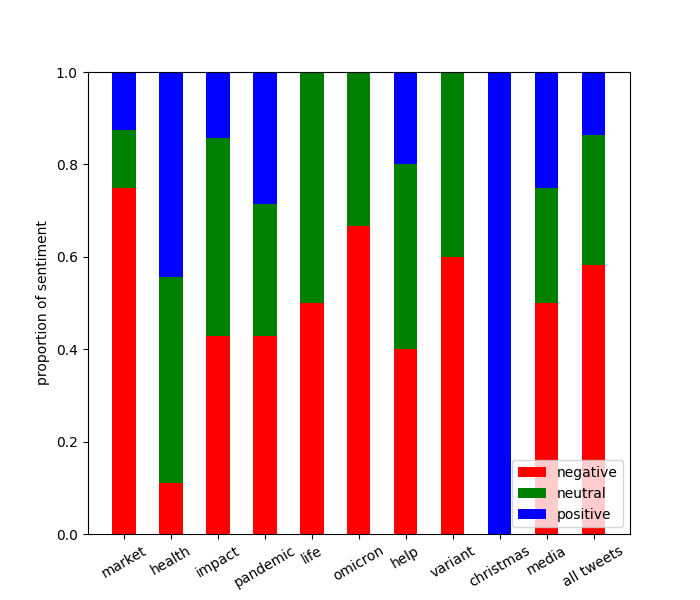 1.0
0.8
0.6
0.4
0.2
0.0
proportion of sentiment
market
health
impact
pandemic
life
omicron
help
variant
christmas
media
all tweets
negative
neutral
positive